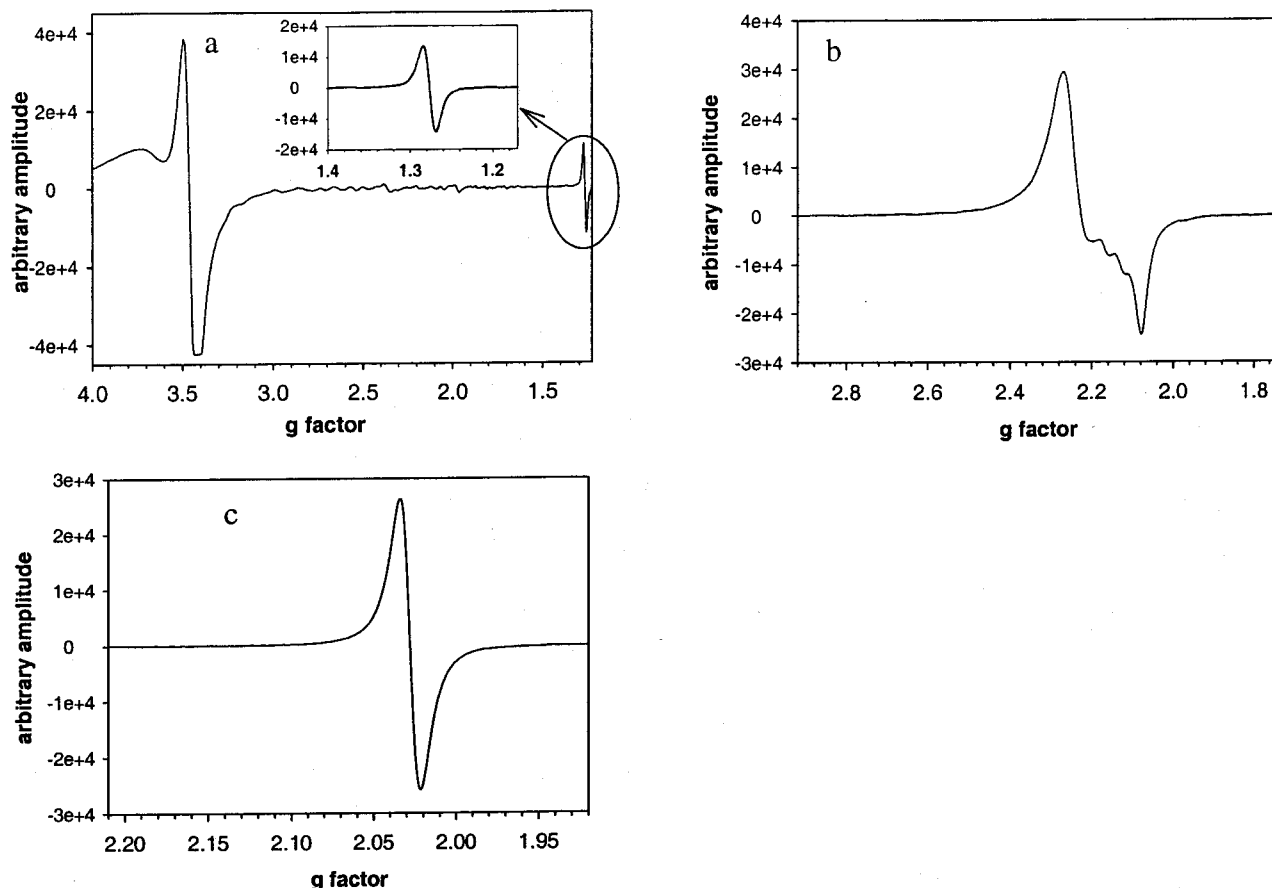 a
4e+4
2e+4
0
-2e+4
-4e+4
arbitrary amplitude
4.0
3.5
3.0
2.5
2.0
1.5
g factor
2e+4
1e+4
0
-1e+4
-2e+4
1.4
1.3
1.2
b
4e+4
3e+4
2e+4
1e+4
0
-1e+4
-2e+4
-3e+4
arbitrary amplitude
2.8
2.6
2.4
2.2
2.0
1.8
g factor
c
3e+4
2e+4
1e+4
0
-1e+4
-2e+4
-3e+4
arbitrary amplitude
2.20
2.15
2.10
2.05
2.00
1.95
g factor